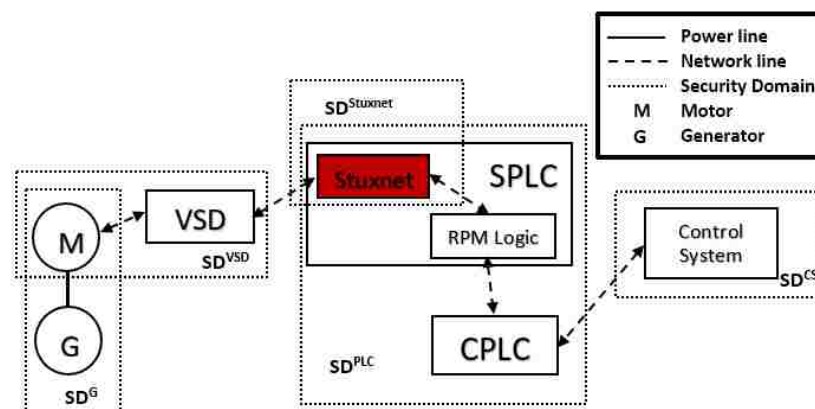 Power line
Network line
Security Domain
M Motor
G Generator
SD^Stuxnet
Stuxnet
SPLC
VSD
RPM Logic
Control
System
M
SD^VSD
SD^CS
G
CPLC
SD^PLC
SD^G